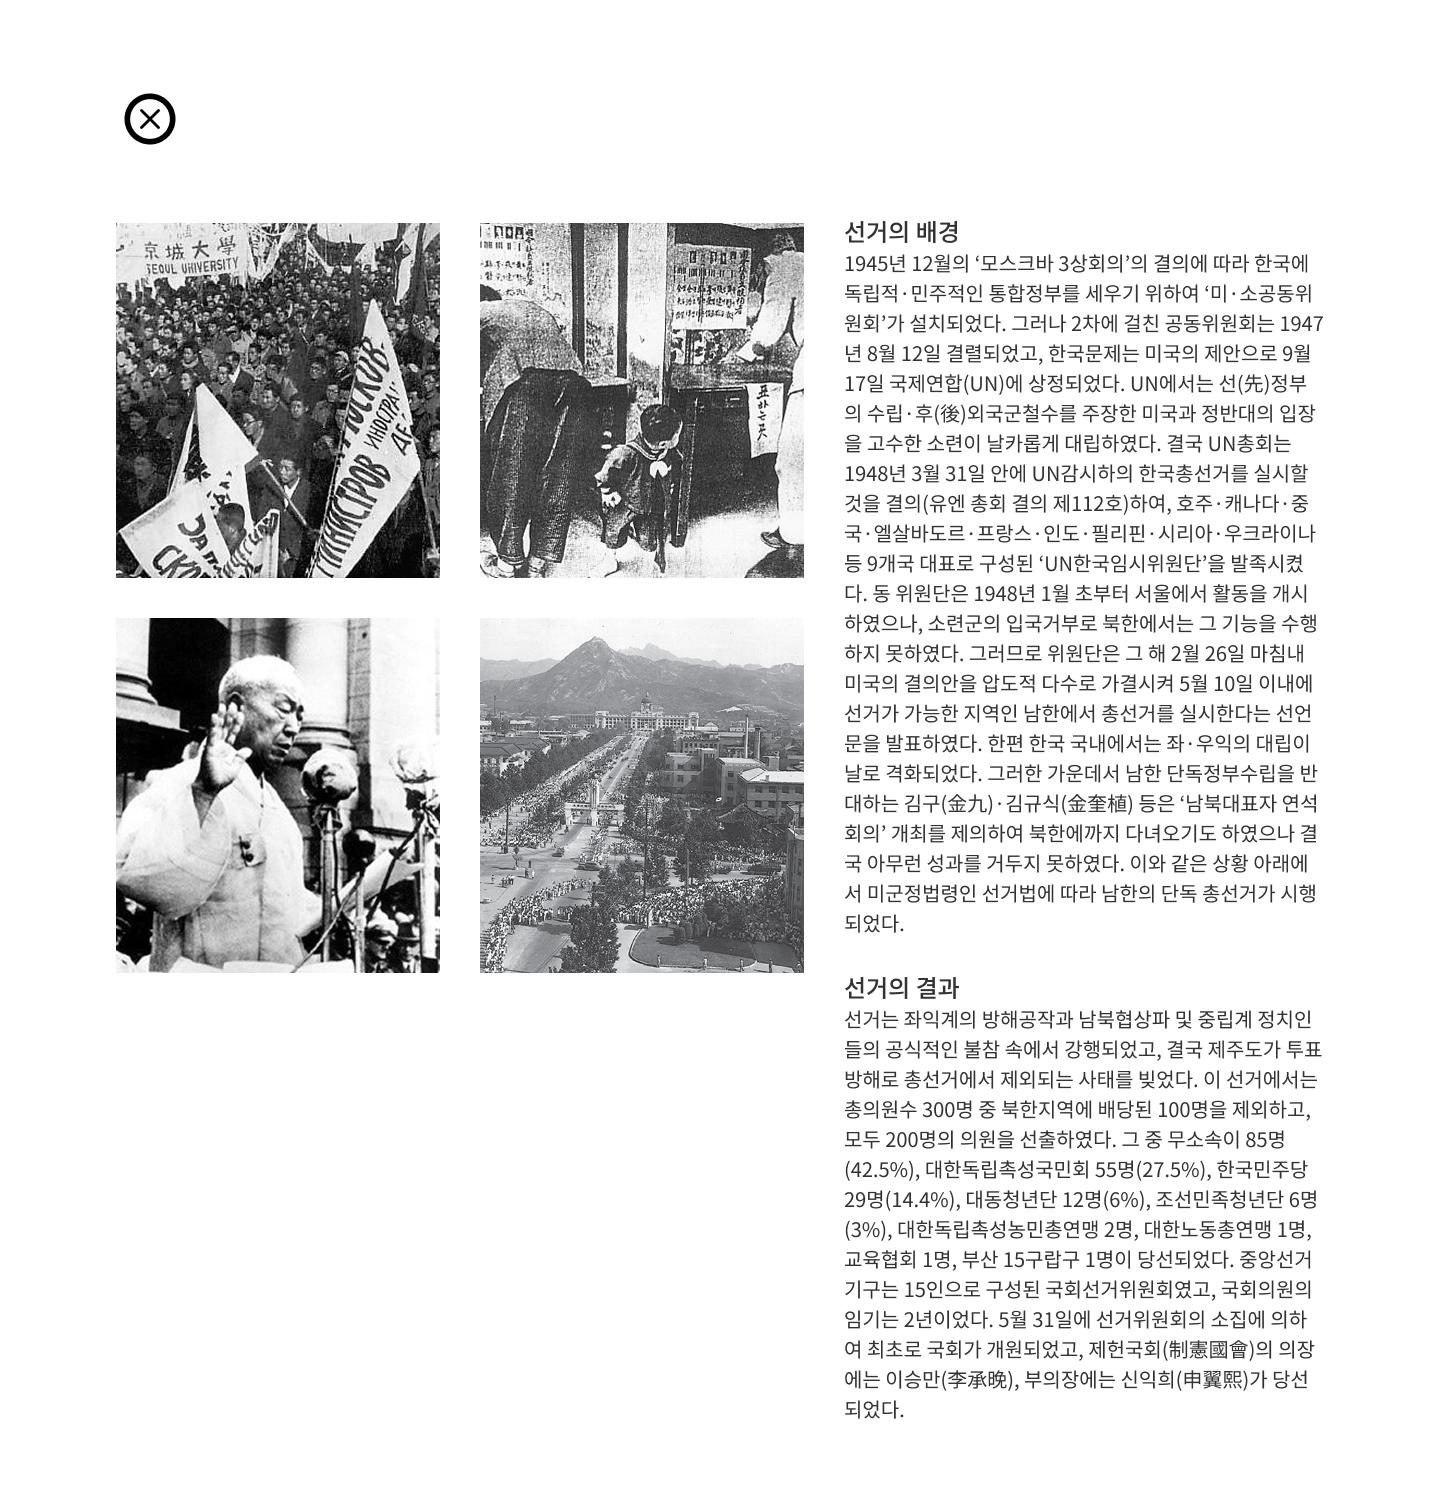 京城大學
SEOUL UNIVERSITY
МОСКОВ
ИНОСТРА
ДЕ
МИНИСТРОВ
투표하는곳
선거의 배경
1945년 12월의 ‘모스크바 3상회의’의 결의에 따라 한국에
독립적·민주적인 통합정부를 세우기 위하여 ‘미·소공동위
원회’가 설치되었다. 그러나 2차에 걸친 공동위원회는 1947
년 8월 12일 결렬되었고, 한국문제는 미국의 제안으로 9월
17일 국제연합(UN)에 상정되었다. UN에서는 선(先)정부
의 수립·후(後)외국군철수를 주장한 미국과 정반대의 입장
을 고수한 소련이 날카롭게 대립하였다. 결국 UN총회는
1948년 3월 31일 안에 UN감시하의 한국총선거를 실시할
것을 결의(유엔 총회 결의 제112호)하여, 호주·캐나다·중
국·엘살바도르·프랑스·인도·필리핀·시리아·우크라이나
등 9개국 대표로 구성된 ‘UN한국임시위원단’을 발족시켰
다. 동 위원단은 1948년 1월 초부터 서울에서 활동을 개시
하였으나, 소련군의 입국거부로 북한에서는 그 기능을 수행
하지 못하였다. 그러므로 위원단은 그 해 2월 26일 마침내
미국의 결의안을 압도적 다수로 가결시켜 5월 10일 이내에
선거가 가능한 지역인 남한에서 총선거를 실시한다는 선언
문을 발표하였다. 한편 한국 국내에서는 좌·우익의 대립이
날로 격화되었다. 그러한 가운데서 남한 단독정부수립을 반
대하는 김구(金九)·김규식(金奎植) 등은 ‘남북대표자 연석
회의’ 개최를 제의하여 북한에까지 다녀오기도 하였으나 결
국 아무런 성과를 거두지 못하였다. 이와 같은 상황 아래에
서 미군정법령인 선거법에 따라 남한의 단독 총선거가 시행
되었다.
선거의 결과
선거는 좌익계의 방해공작과 남북협상파 및 중립계 정치인
들의 공식적인 불참 속에서 강행되었고, 결국 제주도가 투표
방해로 총선거에서 제외되는 사태를 빚었다. 이 선거에서는
총의원수 300명 중 북한지역에 배당된 100명을 제외하고,
모두 200명의 의원을 선출하였다. 그 중 무소속이 85명
(42.5%), 대한독립촉성국민회 55명(27.5%), 한국민주당
29명(14.4%), 대동청년단 12명(6%), 조선민족청년단 6명
(3%), 대한독립촉성농민총연맹 2명, 대한노동총연맹 1명,
교육협회 1명, 부산 15구랍구 1명이 당선되었다. 중앙선거
기구는 15인으로 구성된 국회선거위원회였고, 국회의원의
임기는 2년이었다. 5월 31일에 선거위원회의 소집에 의하
여 최초로 국회가 개원되었고, 제헌국회(制憲國會)의 의장
에는 이승만(李承晩), 부의장에는 신익희(申翼熙)가 당선
되었다.